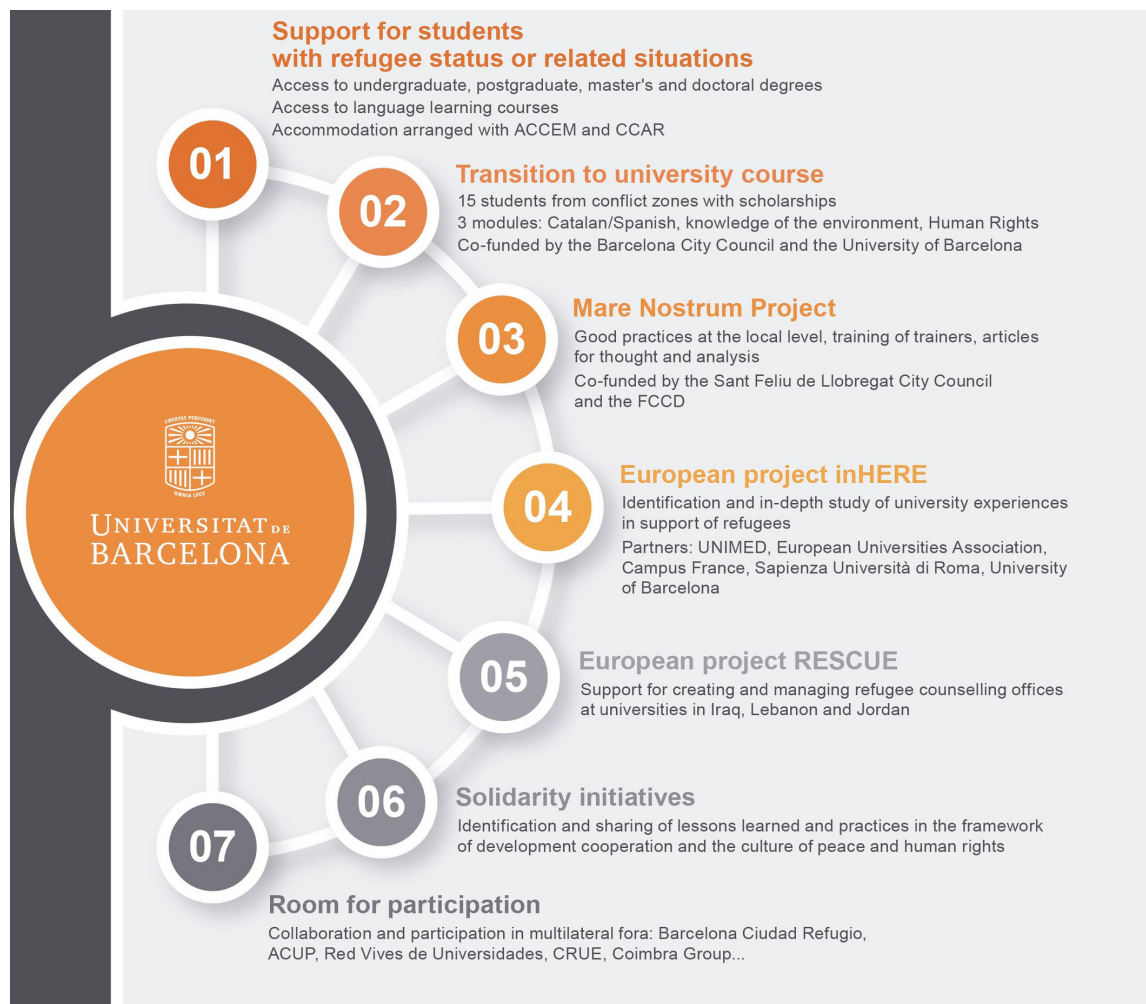 Support for students
with refugee status or related situations
Access to undergraduate, postgraduate, master's and doctoral degrees
Access to language learning courses
Accommodation arranged with ACCEM and CCAR
01
Transition to university course
02
15 students from conflict zones with scholarships
3 modules: Catalan/Spanish, knowledge of the environment, Human Rights
Co-funded by the Barcelona City Council and the University of Barcelona
Mare Nostrum Project
03
Good practices at the local level, training of trainers, articles
for thought and analysis
Co-funded by the Sant Feliu de Llobregat City Council
and the FCCD
LIBERTAS PERFUNDET
OMNIA LUCE
UNIVERSITAT DE
BARCELONA
European project inHERE
04
Identification and in-depth study of university experiences
in support of refugees
Partners: UNIMED, European Universities Association,
Campus France, Sapienza Università di Roma, University
of Barcelona
European project RESCUE
05
Support for creating and managing refugee counselling offices
at universities in Iraq, Lebanon and Jordan
Solidarity initiatives
06
Identification and sharing of lessons learned and practices in the framework
of development cooperation and the culture of peace and human rights
07
Room for participation
Collaboration and participation in multilateral fora: Barcelona Ciudad Refugio,
ACUP, Red Vives de Universidades, CRUE, Coimbra Group...